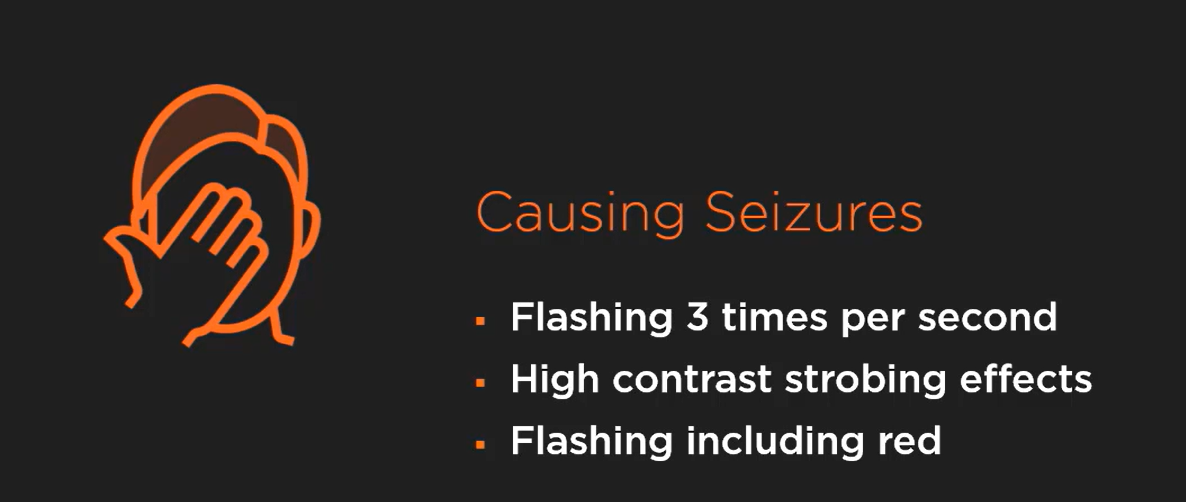 Causing Seizures
Flashing 3 times per second
High contrast strobing effects
Flashing including red